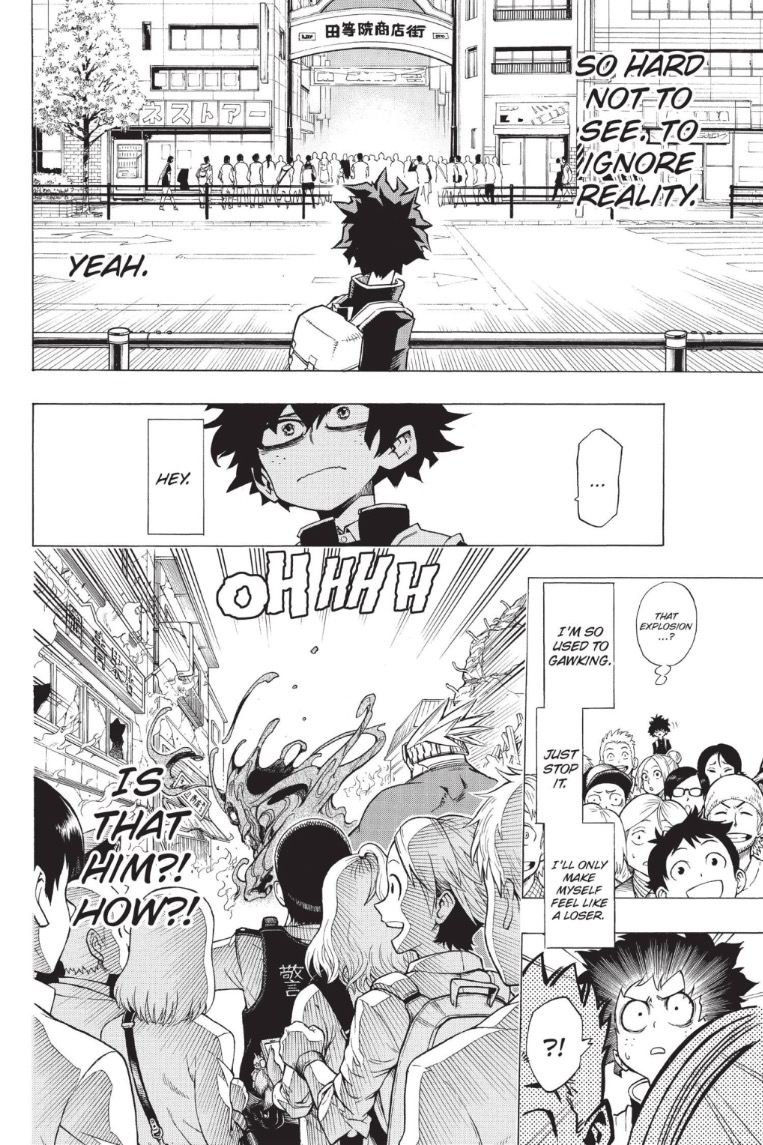 田等院商店街
ネストアー
SO HARD
NOT TO
SEE, TO
IGNORE
REALITY.
YEAH.
...
HEY.
THAT
EXPLOSION
...?
I'M SO
USED TO
GAWKING.
JUST
STOP
IT.
I'LL ONLY
MAKE
MYSELF
FEEL LIKE
A LOSER.
OHHHH
IS
THAT
HIM?!
HOW?!
警言
?!